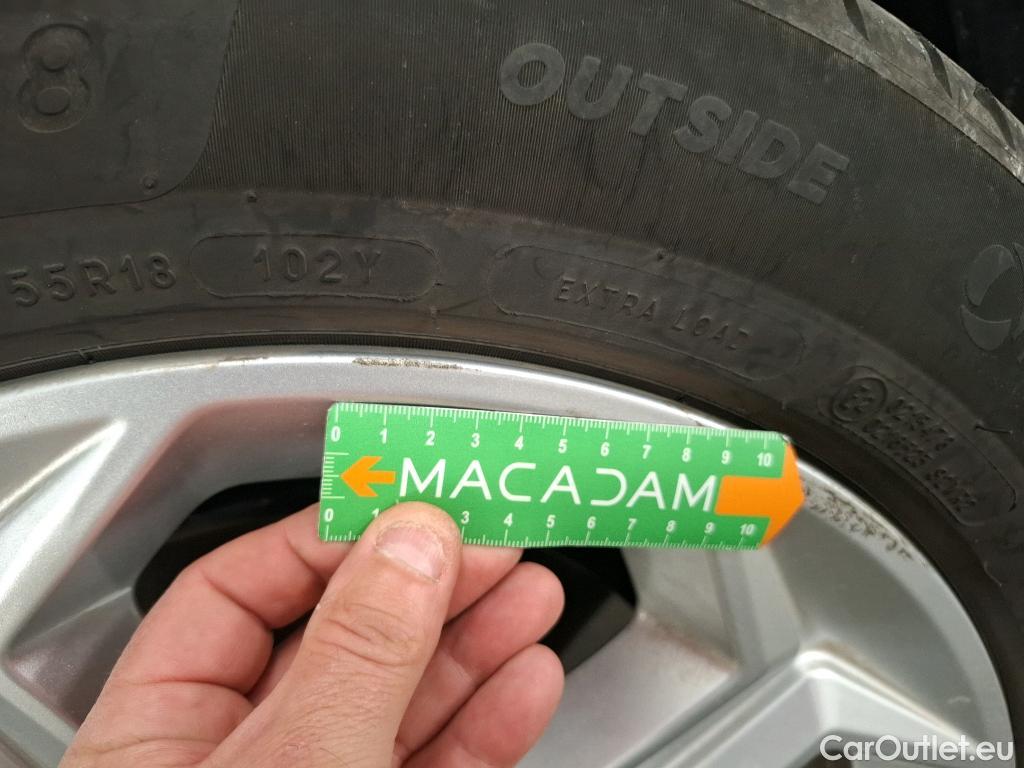 8
OUTSIDE
55R18 102Y
EXTRA LOAD
E2
0 1 2 3 4 5 6 7 8 9 10
MACADAM
0 1 3 4 5 6 7 8 9 10
CarOutlet.eu